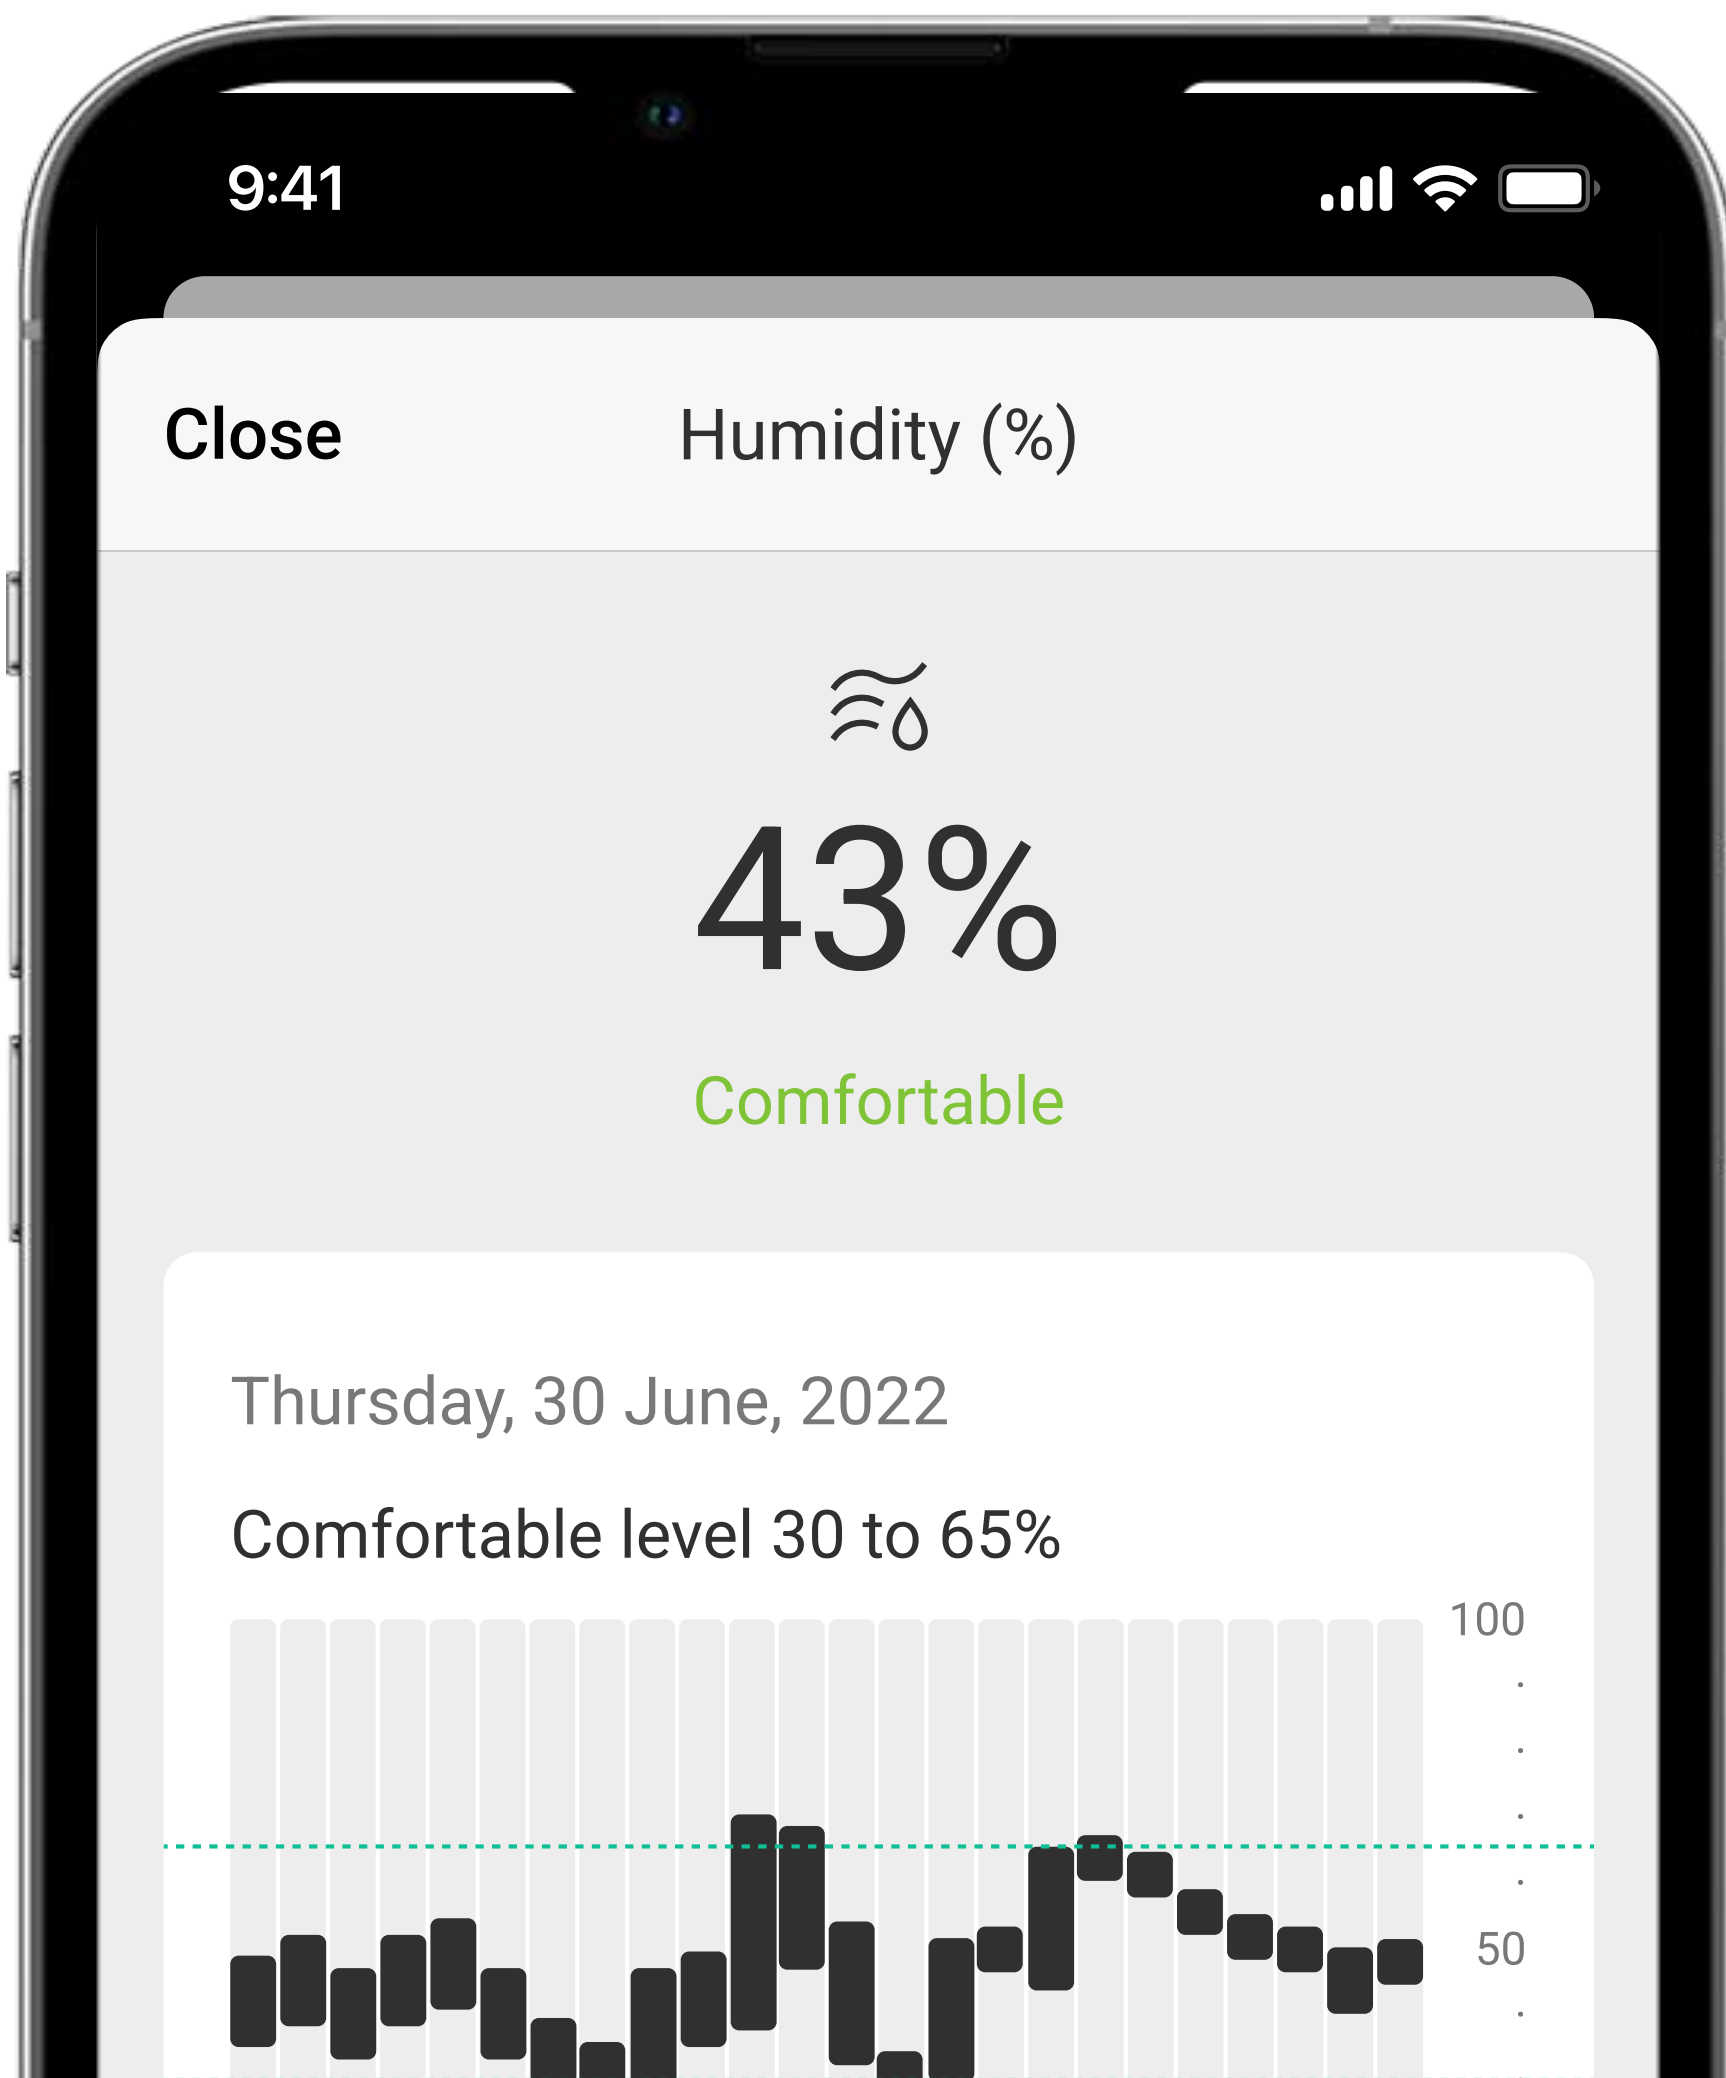 9:41
Close
Humidity (%)
43%
Comfortable
Thursday, 30 June, 2022
Comfortable level 30 to 65%
100
50